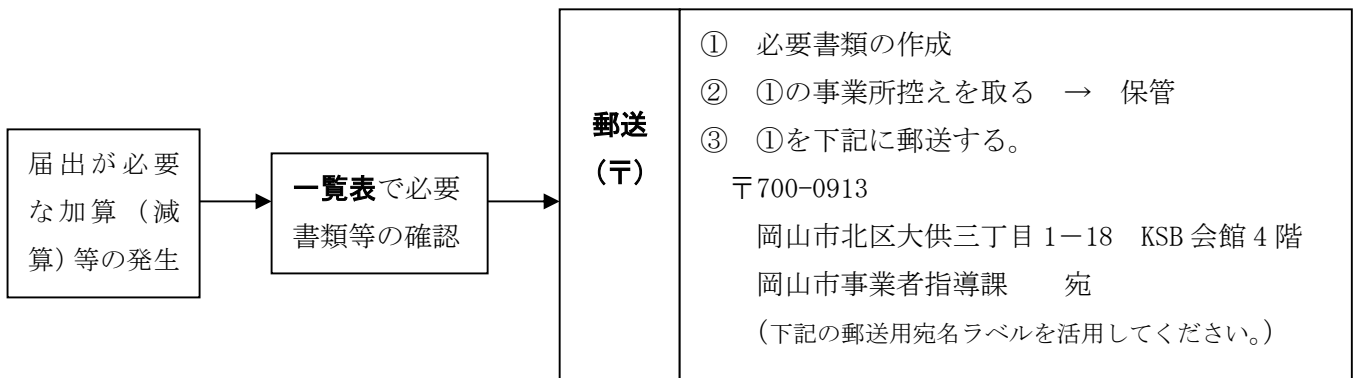 届出が必要
な加算（減
算）等の発生
一覧表で必要
書類等の確認
郵送
（〒）
① 必要書類の作成
② ①の事業所控えを取る → 保管
③ ①を下記に郵送する。
〒700-0913
岡山市北区大供三丁目1－18 KSB会館4階
岡山市事業者指導課 宛
（下記の郵送用宛名ラベルを活用してください。）